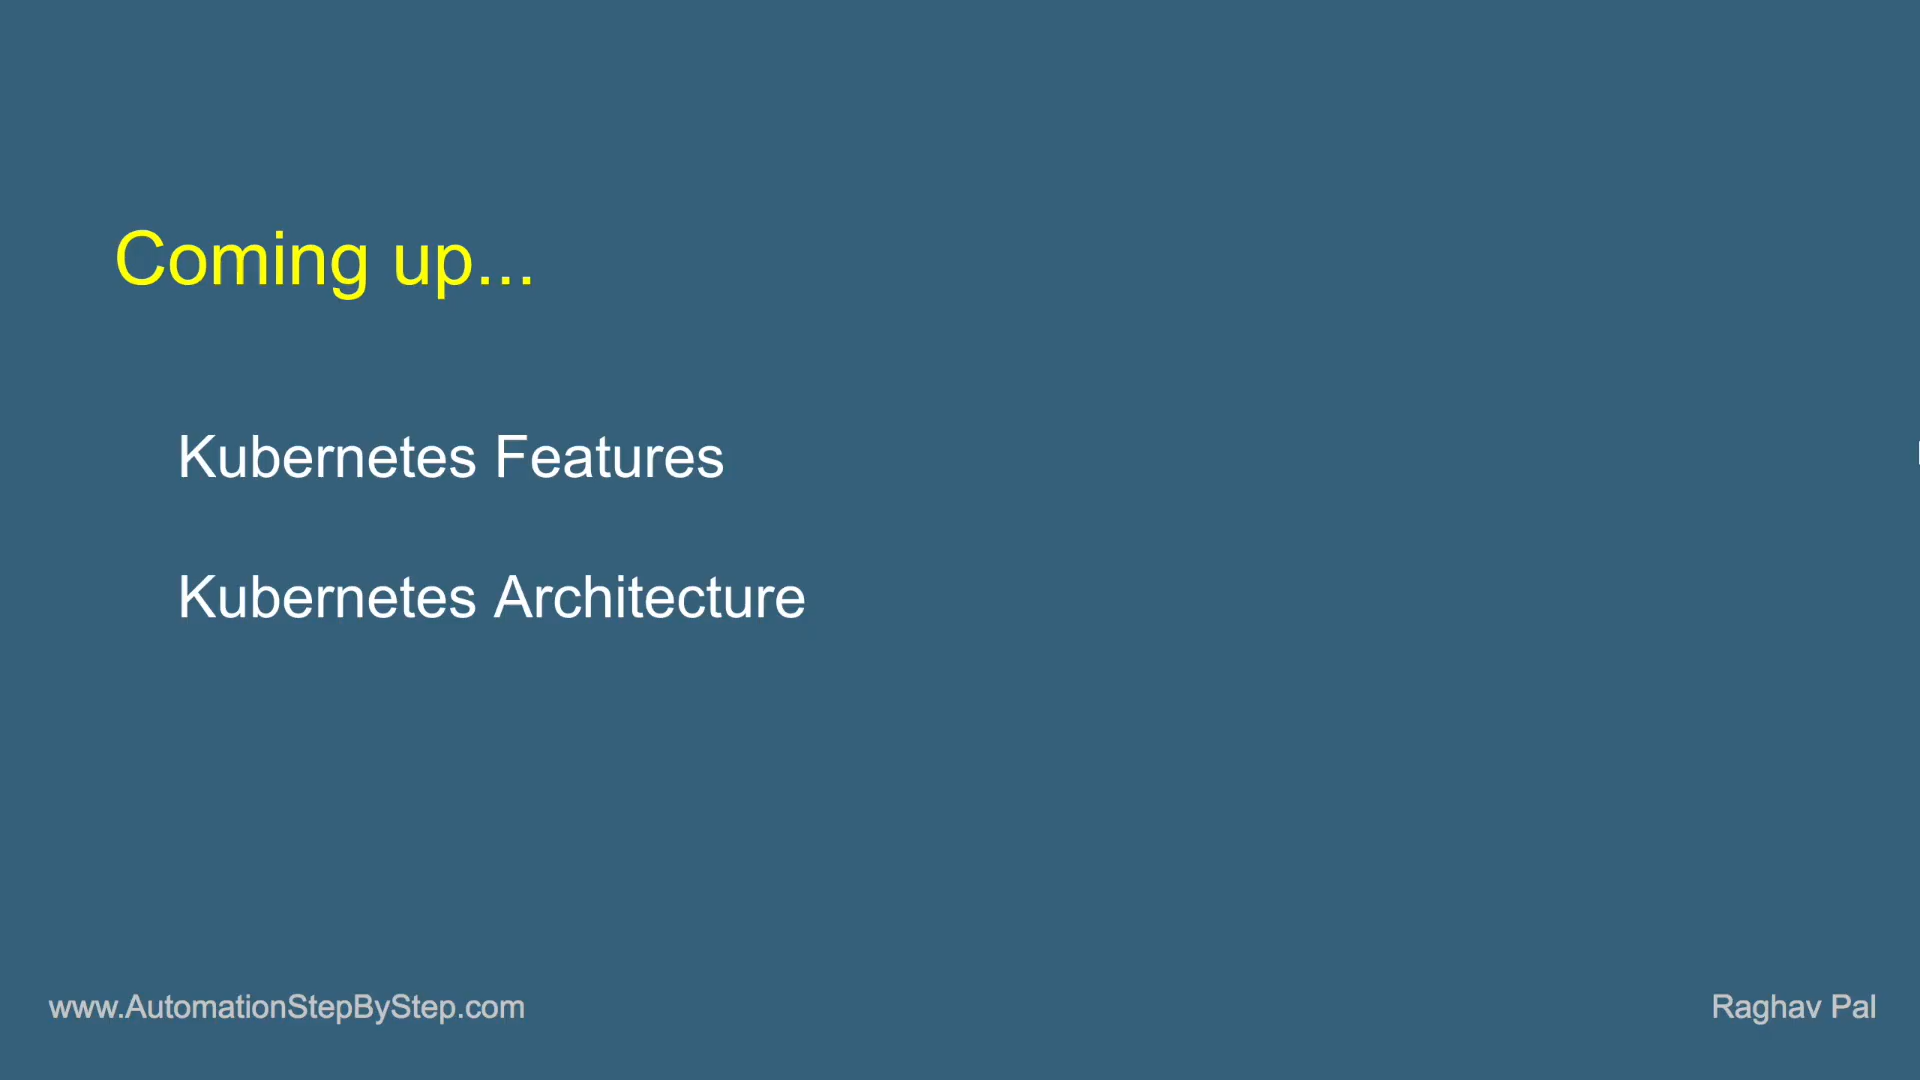 Coming up...
Kubernetes Features
Kubernetes Architecture
www.AutomationStepByStep.com
Raghav Pal